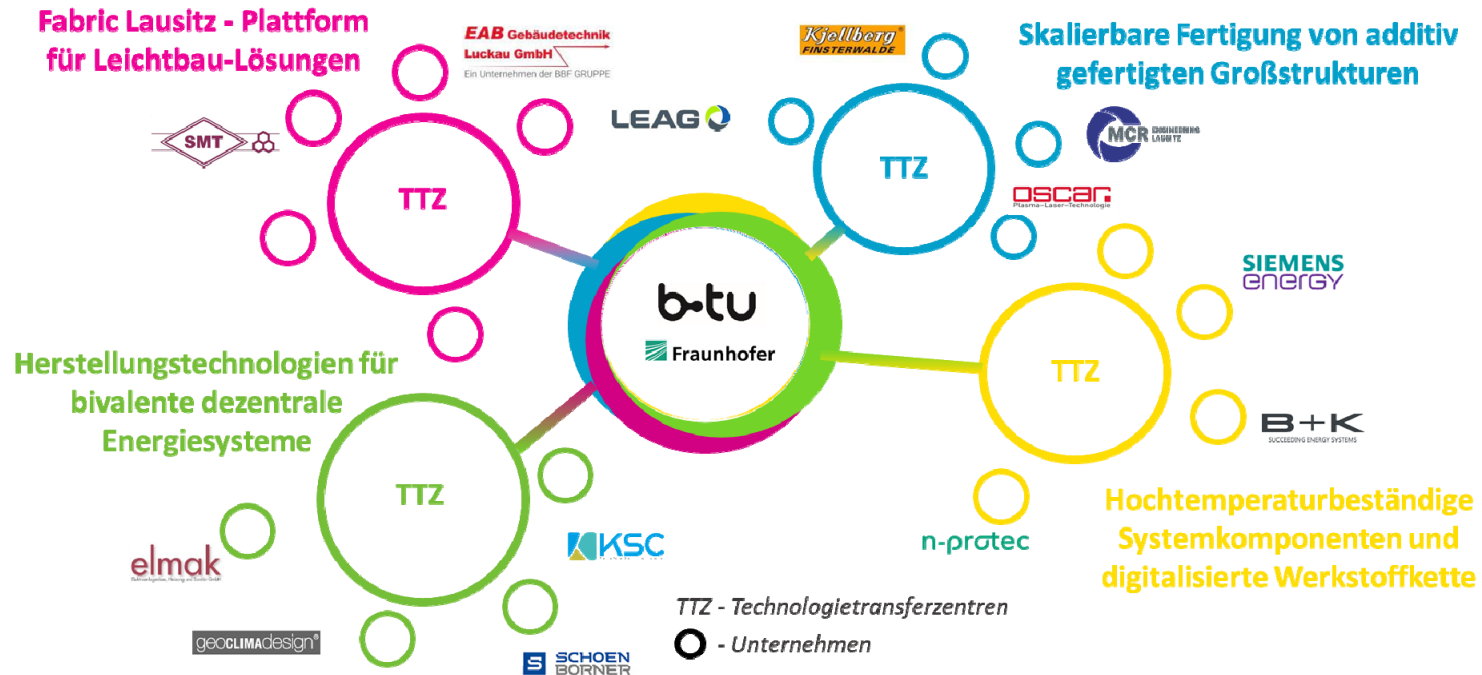 Fabric Lausitz - Plattform
für Leichtbau-Lösungen
EAB Gebäudetechnik
Luckau GmbH
Ein Unternehmen der BBF GRUPPE
Kjellberg
FINSTERWALDE
Skalierbare Fertigung von additiv
gefertigten Großstrukturen
SMT
LEAG
MCR ENGINEERING
LAUSITZ
TTZ
TTZ
oscar
Plasma-Laser-Technologie
b-tu
Fraunhofer
SIEMENS
energy
Herstellungstechnologien für
bivalente dezentrale
Energiesysteme
TTZ
B+K
SUCCEEDING ENERGY SYSTEMS
TTZ
Hochtemperaturbeständige
Systemkomponenten und
digitalisierte Werkstoffkette
n-protec
elmak
KSC
geoCLIMAdesign®
S SCHOEN
BORNER
TTZ - Technologietransferzentren
- Unternehmen